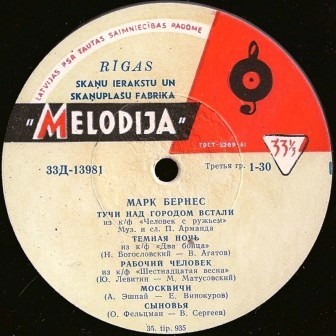 LATVIJAS PSR TAUTAS SAIMNIECĪBAS PADOME
RĪGAS
SKAŅU IERAKSTU UN
SKAŅUPLAŠU FABRIKA
"MELODIJA"
ГОСТ-5289-61
33⅓
33Д-13981
Третья гр. 1-30
МАРК БЕРНЕС
ТУЧИ НАД ГОРОДОМ ВСТАЛИ
из к/ф «Человек с ружьем»
Муз. и сл. П. Арманда
ТЕМНАЯ НОЧЬ
из к/ф «Два бойца»
(Н. Богословский — В. Агатов)
РАБОЧИЙ ЧЕЛОВЕК
из к/ф «Шестнадцатая весна»
(Ю. Левитин — М. Матусовский)
МОСКВИЧИ
(А. Эшпай — Е. Винокуров)
СЫНОВЬЯ
(О. Фельцман — В. Сергеев)
35. tip. 935